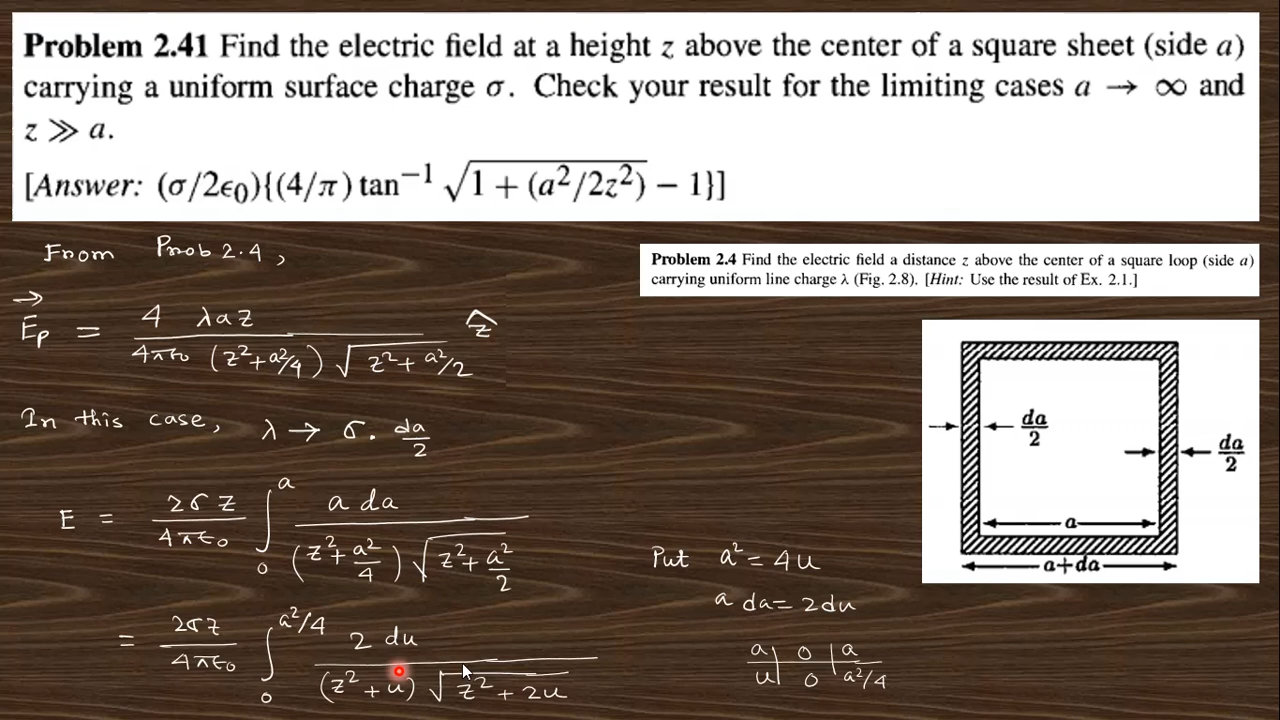 Problem 2.41 Find the electric field at a height z above the center of a square sheet (side a)
carrying a uniform surface charge σ. Check your result for the limiting cases a → ∞ and
z ≫ a.
[Answer: (σ/2ϵ₀){(4/π) tan⁻¹ √(1 + (a²/2z²)) − 1}]
From Prob 2.4,
Problem 2.4 Find the electric field a distance z above the center of a square loop (side a)
carrying uniform line charge λ (Fig. 2.8). [Hint: Use the result of Ex. 2.1.]
E⃗p = 4 λaz / 4πϵ₀ (z²+a²/4) √(z²+a²/2) ẑ
In this case, λ → σ. da/2
E = 2σz/4πϵ₀ ∫₀^a a da / (z²+a²/4) √(z²+a²/2)
= 2σz/4πϵ₀ ∫₀^(a²/4) 2 du / (z²+u) √(z²+2u)
Put a² = 4u
a da = 2du
a | 0 | a
u | 0 | a²/4
da/2
da/2
a
a+da